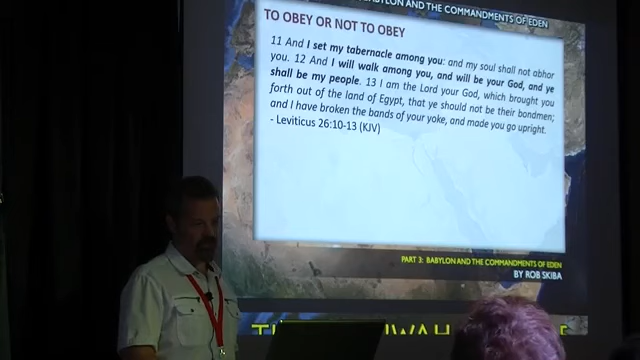 BABYLON AND THE COMMANDMENTS OF EDEN
TO OBEY OR NOT TO OBEY
11 And I set my tabernacle among you: and my soul shall not abhor
you. 12 And I will walk among you, and will be your God, and ye
shall be my people. 13 I am the Lord your God, which brought you
forth out of the land of Egypt, that ye should not be their bondmen;
and I have broken the bands of your yoke, and made you go upright.
- Leviticus 26:10-13 (KJV)
PART 3: BABYLON AND THE COMMANDMENTS OF EDEN
BY ROB SKIBA